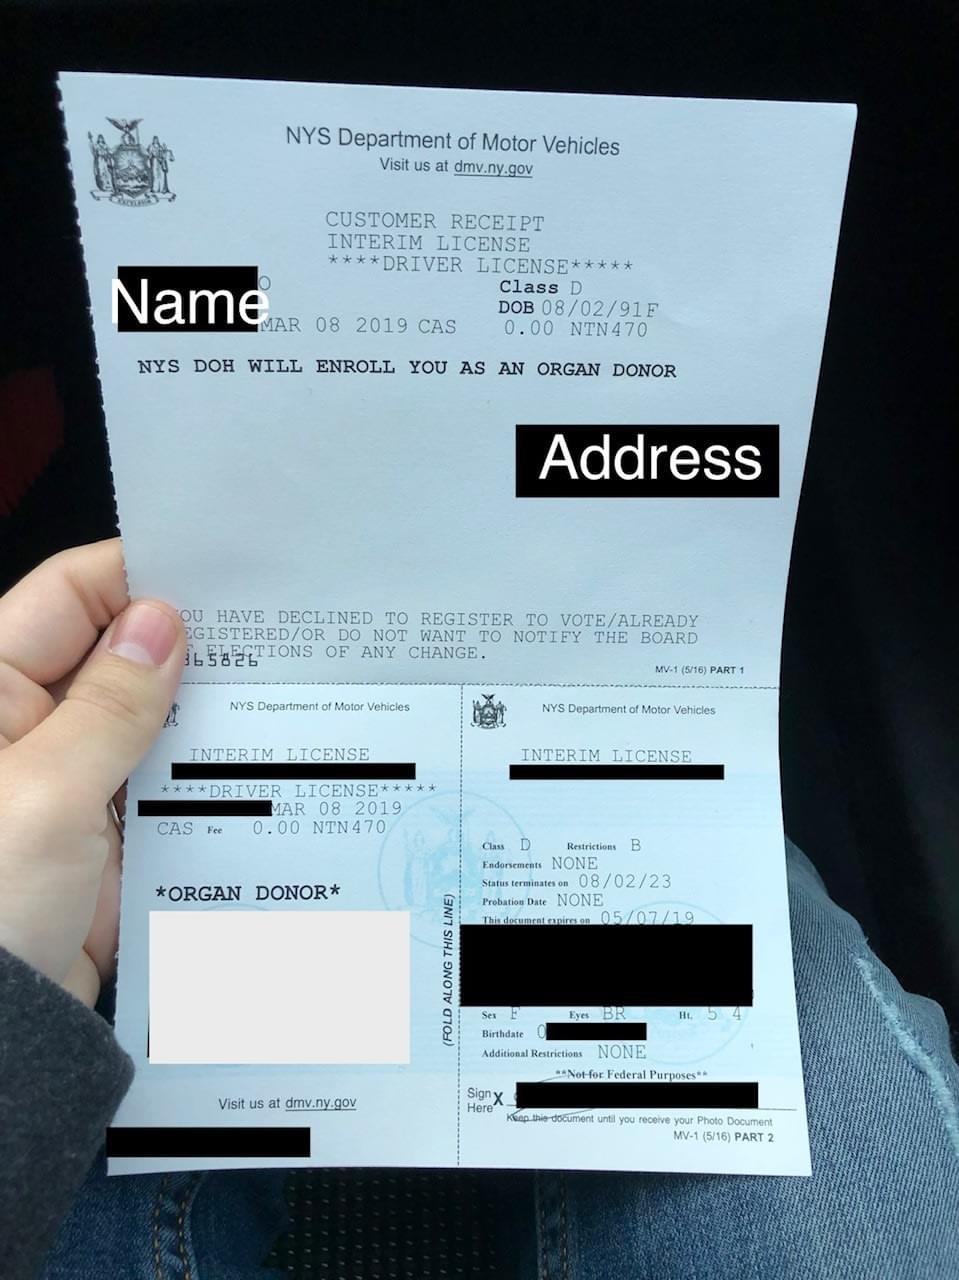 NYS Department of Motor Vehicles
Visit us at dmv.ny.gov
EXCELSIOR
CUSTOMER RECEIPT
INTERIM LICENSE
****DRIVER LICENSE*****
Name
O
Class D
DOB 08/02/91F
MAR 08 2019 CAS 0.00 NTN470
NYS DOH WILL ENROLL YOU AS AN ORGAN DONOR
Address
OU HAVE DECLINED TO REGISTER TO VOTE/ALREADY
EGISTERED/OR DO NOT WANT TO NOTIFY THE BOARD
F ELECTIONS OF ANY CHANGE.
365826
MV-1 (5/16) PART 1
NYS Department of Motor Vehicles
INTERIM LICENSE
****DRIVER LICENSE*****
MAR 08 2019
CAS Fee 0.00 NTN470
*ORGAN DONOR*
Visit us at dmv.ny.gov
(FOLD ALONG THIS LINE)
NYS Department of Motor Vehicles
INTERIM LICENSE
Class D Restrictions B
Endorsements NONE
Status terminates on 08/02/23
Probation Date NONE
This document expires on 05/07/19
Sex F Eyes BR Ht. 5 4
Birthdate 0
Additional Restrictions NONE
**Not for Federal Purposes**
Sign X
Here
Keep this document until you receive your Photo Document
MV-1 (5/16) PART 2